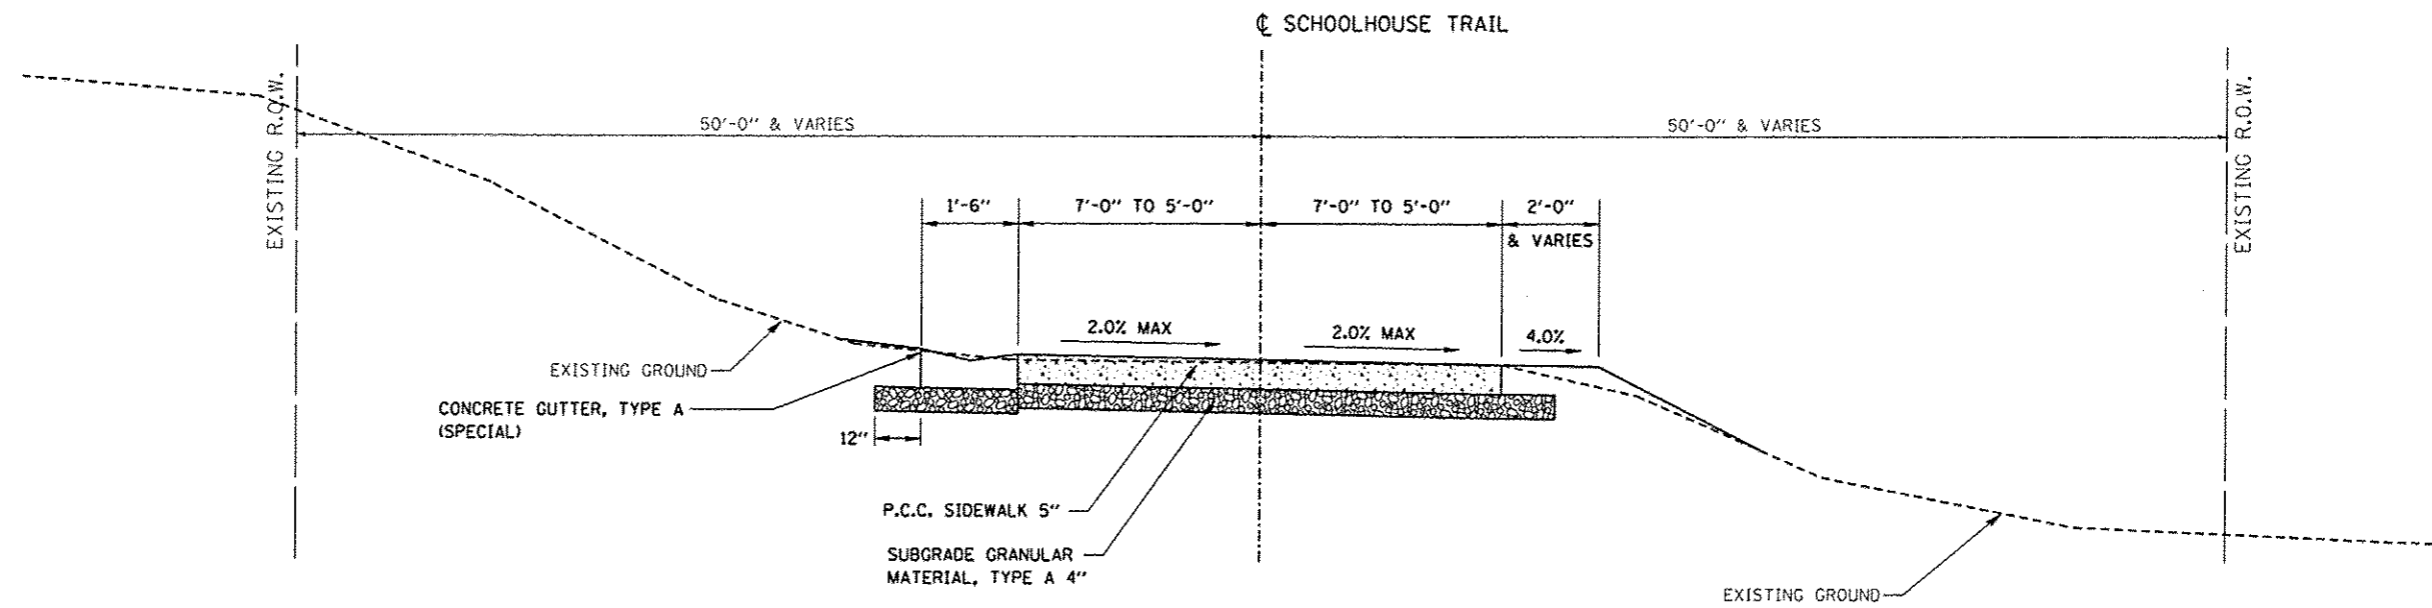 ℄ SCHOOLHOUSE TRAIL
EXISTING R.O.W.
50'-0" & VARIES
50'-0" & VARIES
EXISTING R.O.W.
1'-6"
7'-0" TO 5'-0"
7'-0" TO 5'-0"
2'-0"
& VARIES
2.0% MAX
2.0% MAX
4.0%
EXISTING GROUND
CONCRETE GUTTER, TYPE A
(SPECIAL)
12"
P.C.C. SIDEWALK 5"
SUBGRADE GRANULAR
MATERIAL, TYPE A 4"
EXISTING GROUND